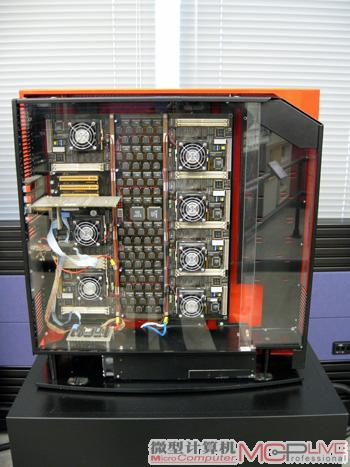 微型计算机
MicroComputer
MCPLIVE
Professional